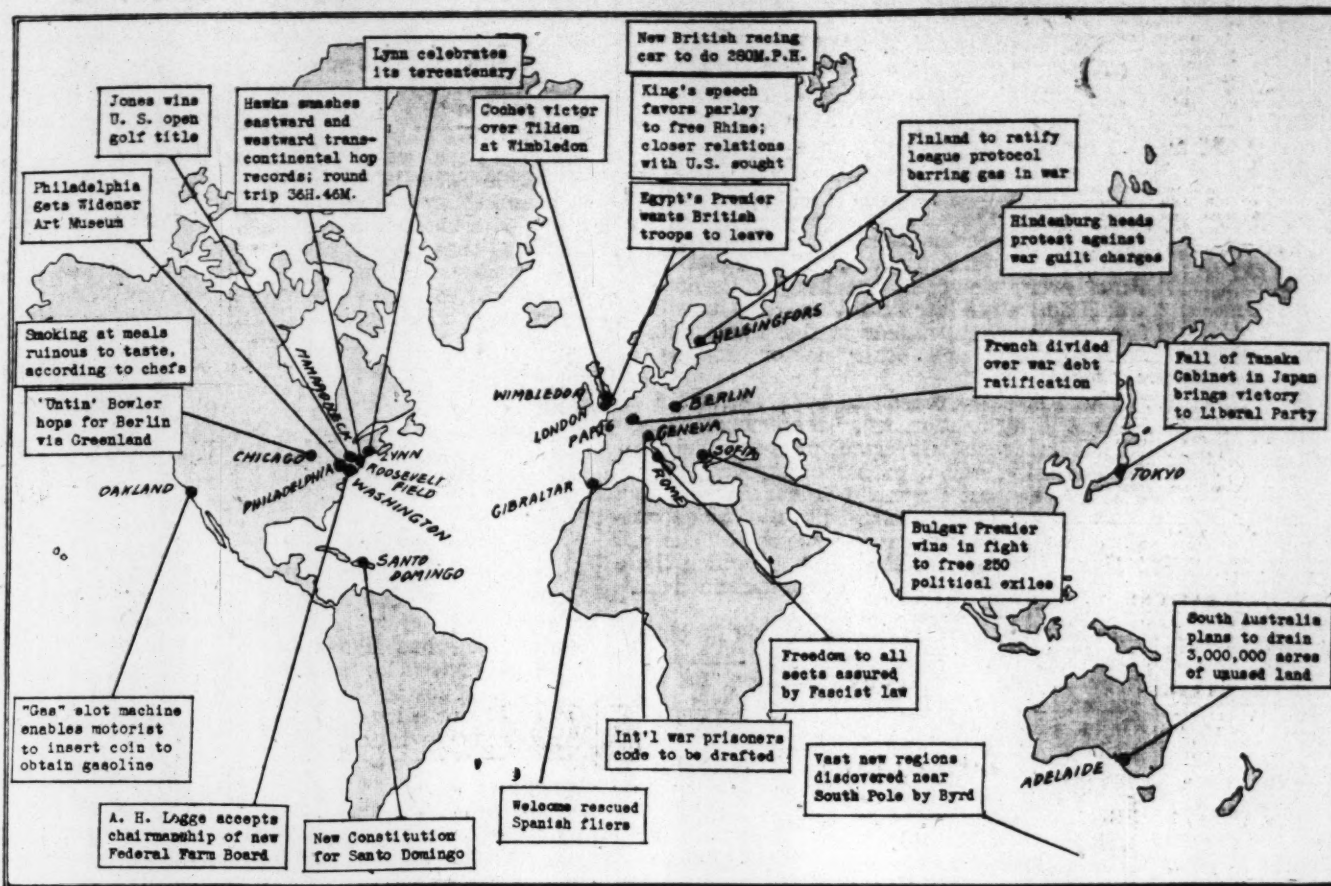 Lynn celebrates
its tercentenary
New British racing
car to do 280M.P.H.
Jones wins
U. S. open
golf title
Hawks smashes
eastward and
westward trans-
continental hop
records; round
trip 36H.46M.
Cochet victor
over Tilden
at Wimbledon
King's speech
favors parley
to free Rhine;
closer relations
with U.S. sought
Finland to ratify
league protocol
barring gas in war
Philadelphia
gets Widener
Art Museum
Egypt's Premier
wants British
troops to leave
Hindenburg heads
protest against
war guilt charges
Smoking at meals
ruinous to taste,
according to chefs
French divided
over war debt
ratification
Fall of Tanaka
Cabinet in Japan
brings victory
to Liberal Party
'Untin' Bowler
hops for Berlin
via Greenland
MAMARONECK
HELSINGFORS
WIMBLEDON
LONDON
PARIS
BERLIN
GENEVA
CHICAGO
LYNN
ROOSEVELT
FIELD
PHILADELPHIA
WASHINGTON
OAKLAND
SOFIA
ROME
GIBRALTAR
TOKYO
SANTO
DOMINGO
Bulgar Premier
wins in fight
to free 250
political exiles
South Australia
plans to drain
3,000,000 acres
of unused land
Freedom to all
sects assured
by Fascist law
"Gas" slot machine
enables motorist
to insert coin to
obtain gasoline
Int'l war prisoners
code to be drafted
Vast new regions
discovered near
South Pole by Byrd
ADELAIDE
Welcome rescued
Spanish fliers
A. H. Legge accepts
chairmanship of new
Federal Farm Board
New Constitution
for Santo Domingo